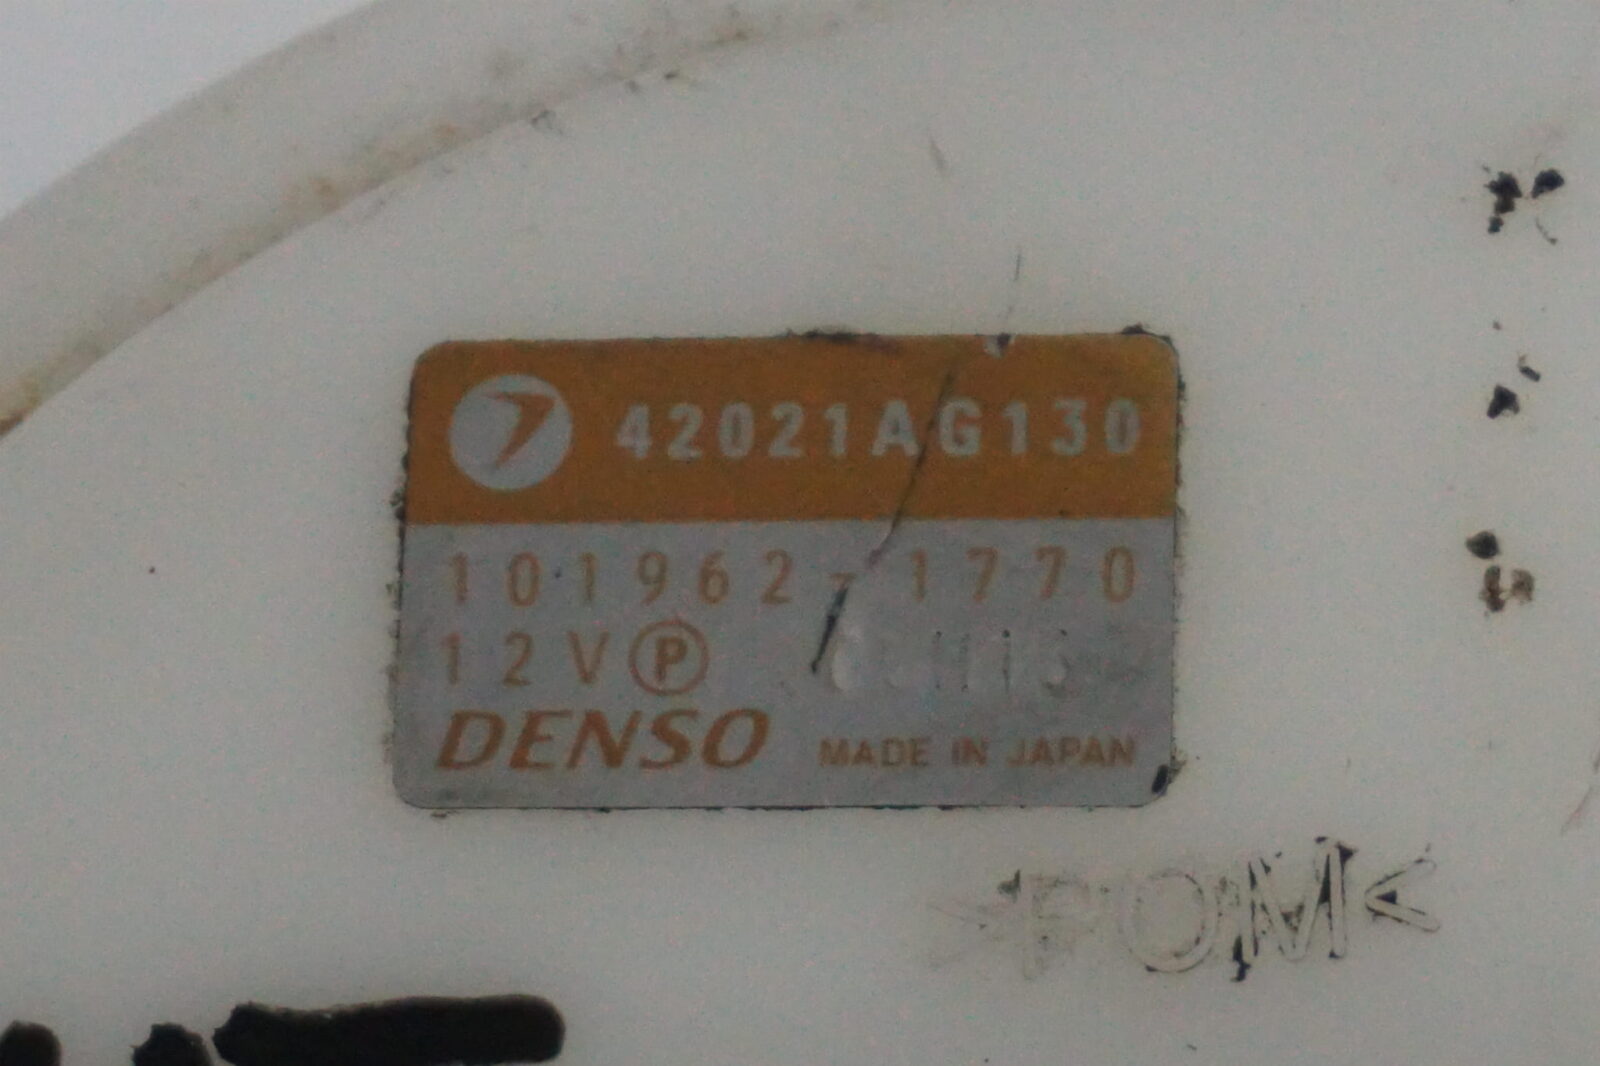 42021AG130
101962-1770
12V Ⓟ
DENSO MADE IN JAPAN
>POM<